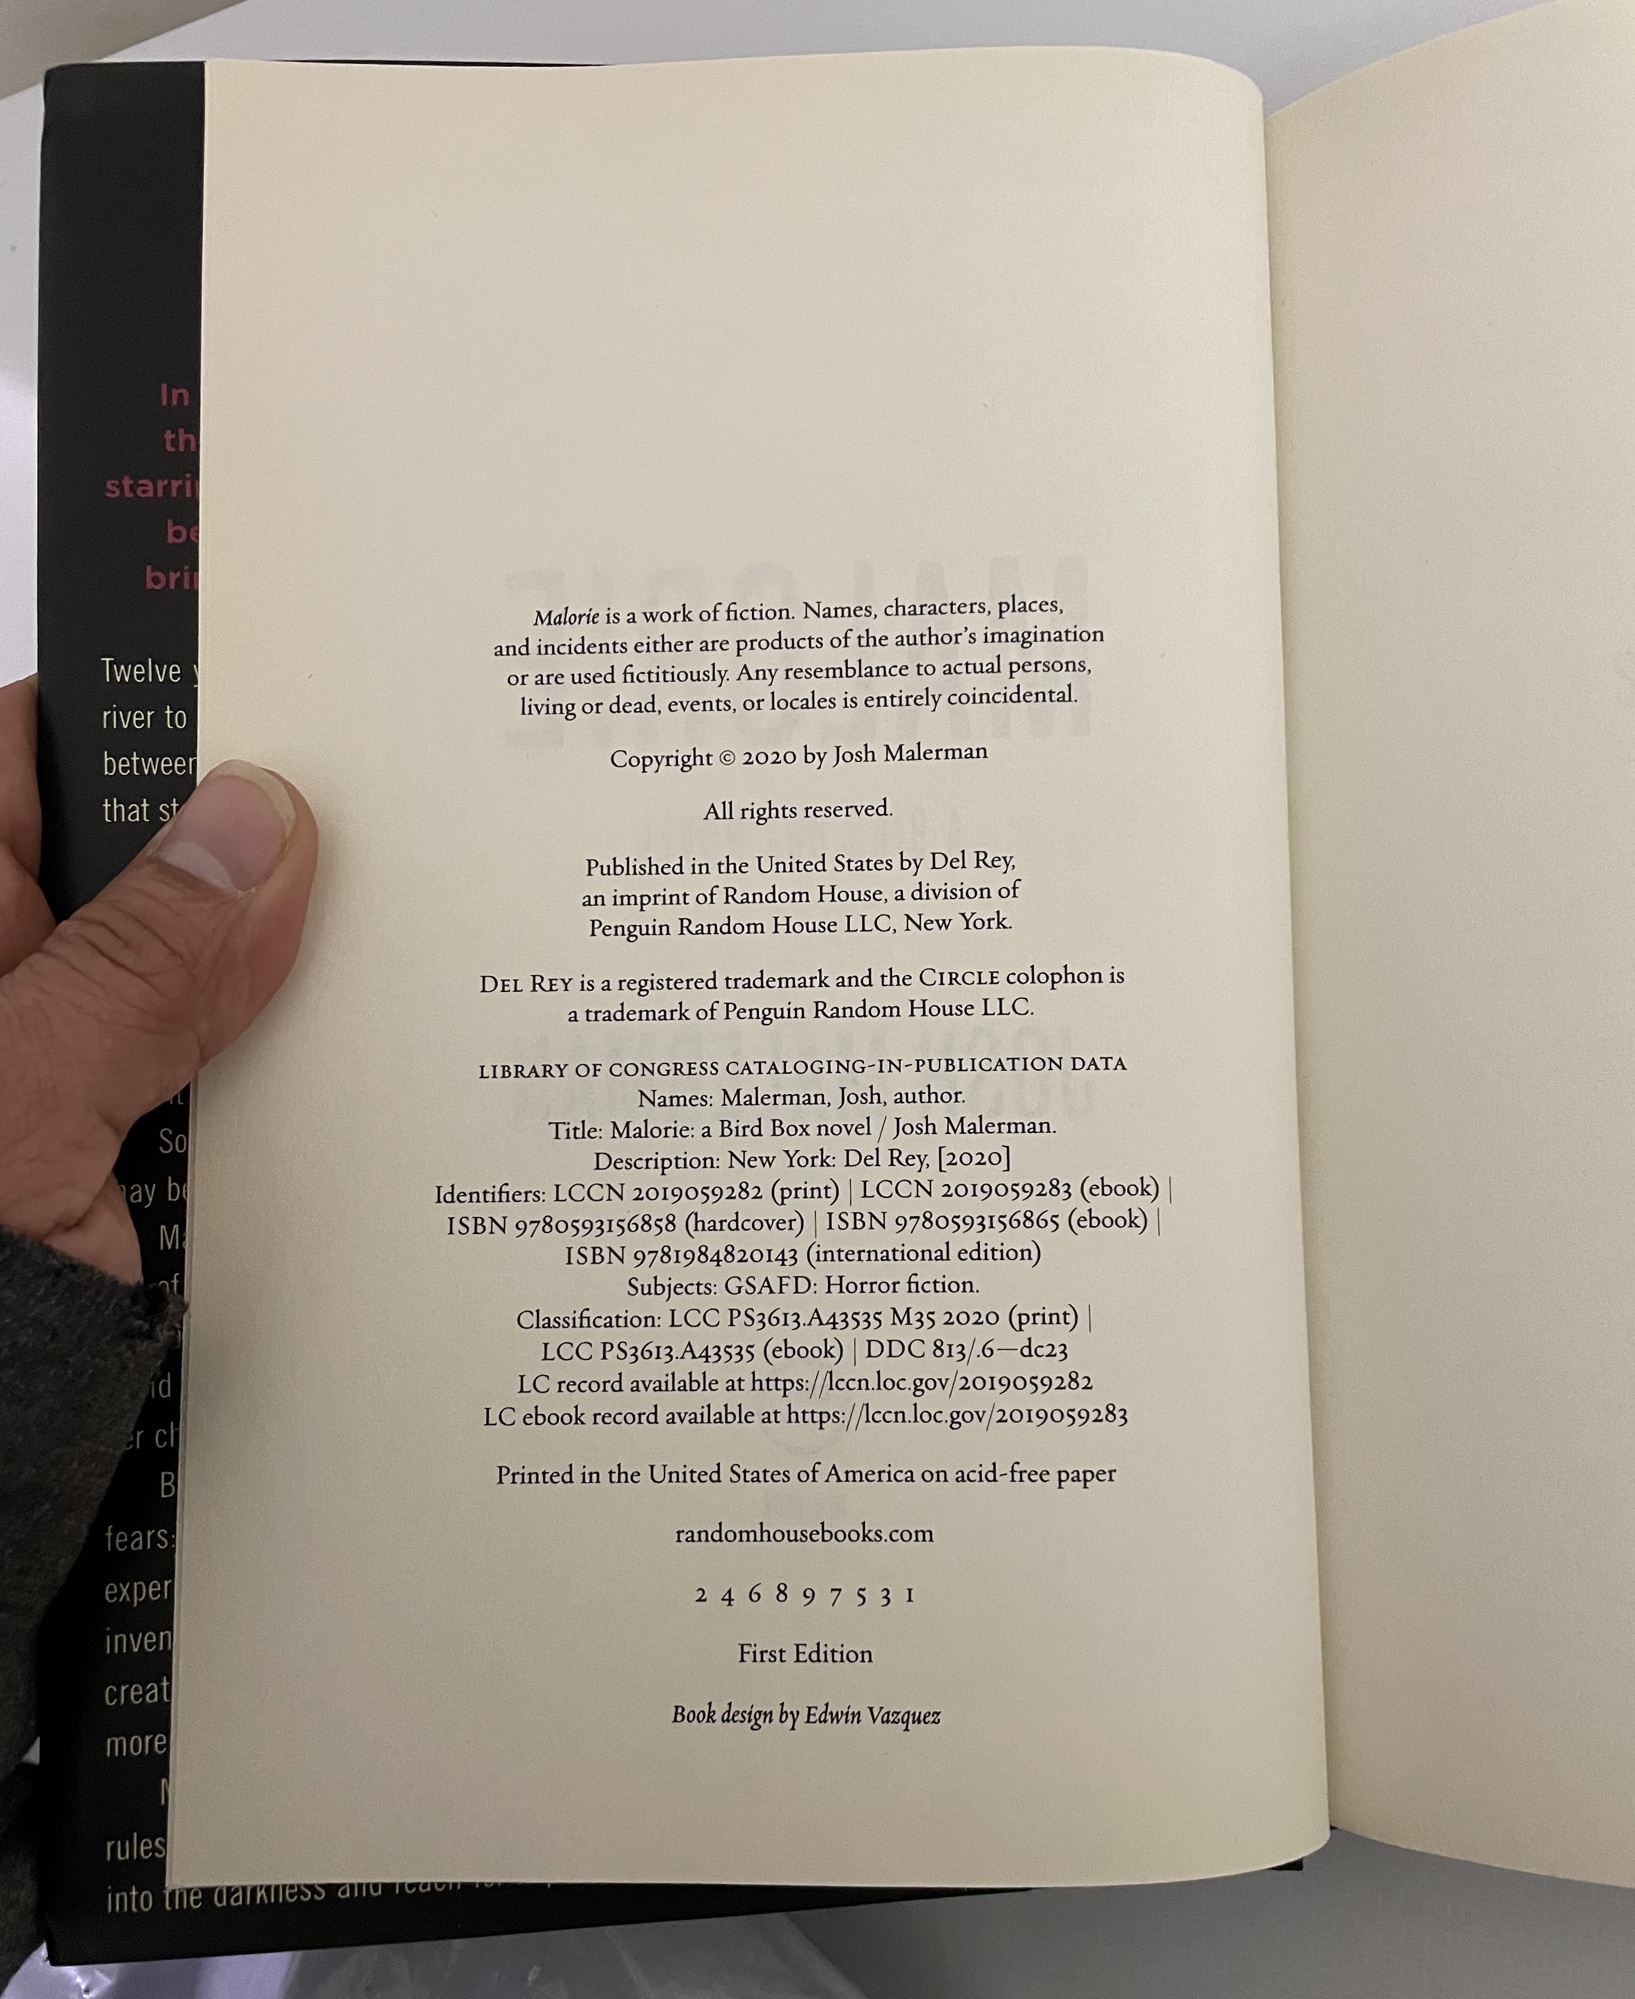 In
th
starri
be
bri
Twelve
river to
between
that st
So
ay be
M
of
id
er ch
B
fears:
exper
inven
creat
more
rules
into the darkness and reach
Malorie is a work of fiction. Names, characters, places,
and incidents either are products of the author's imagination
or are used fictitiously. Any resemblance to actual persons,
living or dead, events, or locales is entirely coincidental.
Copyright © 2020 by Josh Malerman
All rights reserved.
Published in the United States by Del Rey,
an imprint of Random House, a division of
Penguin Random House LLC, New York.
DEL REY is a registered trademark and the CIRCLE colophon is
a trademark of Penguin Random House LLC.
LIBRARY OF CONGRESS CATALOGING-IN-PUBLICATION DATA
Names: Malerman, Josh, author.
Title: Malorie: a Bird Box novel / Josh Malerman.
Description: New York: Del Rey, [2020]
Identifiers: LCCN 2019059282 (print) | LCCN 2019059283 (ebook) |
ISBN 9780593156858 (hardcover) | ISBN 9780593156865 (ebook) |
ISBN 9781984820143 (international edition)
Subjects: GSAFD: Horror fiction.
Classification: LCC PS3613.A43535 M35 2020 (print) |
LCC PS3613.A43535 (ebook) | DDC 813/.6—dc23
LC record available at https://lccn.loc.gov/2019059282
LC ebook record available at https://lccn.loc.gov/2019059283
Printed in the United States of America on acid-free paper
randomhousebooks.com
2 4 6 8 9 7 5 3 1
First Edition
Book design by Edwin Vazquez